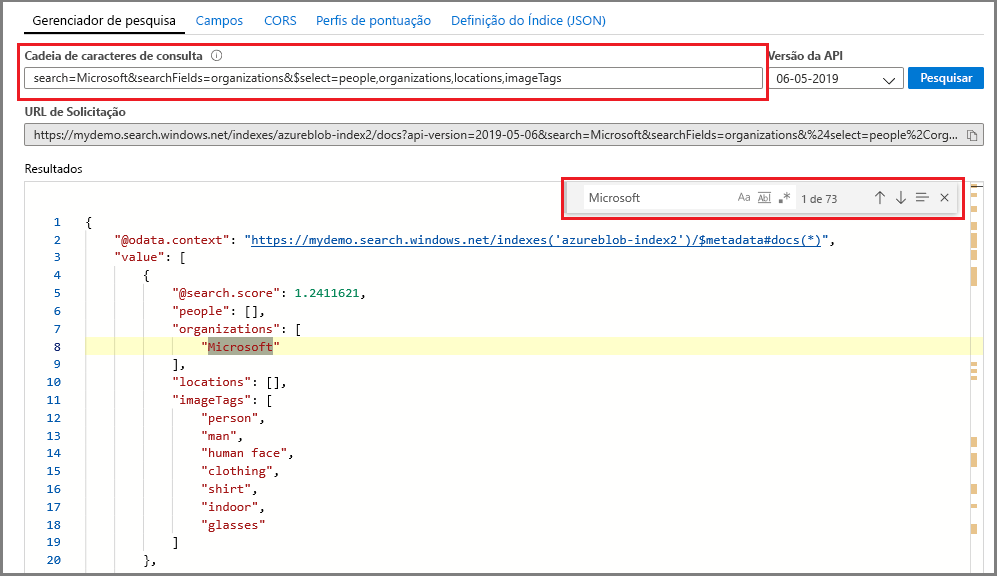 Gerenciador de pesquisa Campos CORS Perfis de pontuação Definição do Índice (JSON)
Cadeia de caracteres de consulta Versão da API
search=Microsoft&searchFields=organizations&$select=people,organizations,locations,imageTags 06-05-2019 Pesquisar
URL de Solicitação
https://mydemo.search.windows.net/indexes/azureblob-index2/docs?api-version=2019-05-06&search=Microsoft&searchFields=organizations&%24select=people%2Corg...
Resultados
Microsoft Aa Abl .* 1 de 73
1 {
2 "@odata.context": "https://mydemo.search.windows.net/indexes('azureblob-index2')/$metadata#docs(*)",
3 "value": [
4 {
5 "@search.score": 1.2411621,
6 "people": [],
7 "organizations": [
8 "Microsoft"
9 ],
10 "locations": [],
11 "imageTags": [
12 "person",
13 "man",
14 "human face",
15 "clothing",
16 "shirt",
17 "indoor",
18 "glasses"
19 ]
20 },